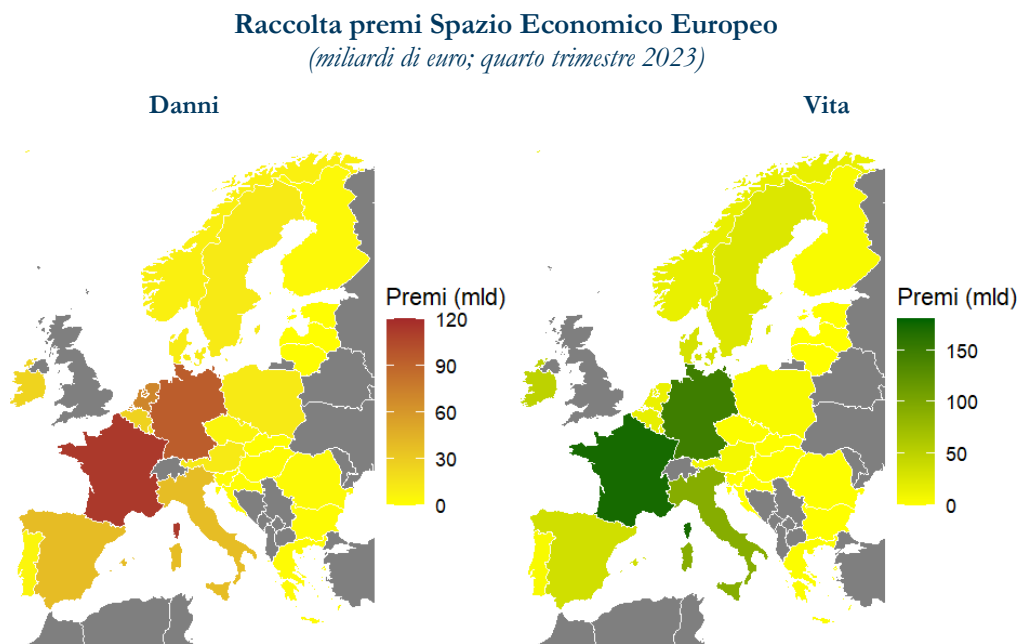 Raccolta premi Spazio Economico Europeo
(miliardi di euro; quarto trimestre 2023)
Danni
Vita
Premi (mld)
120
90
60
30
0
Premi (mld)
150
100
50
0